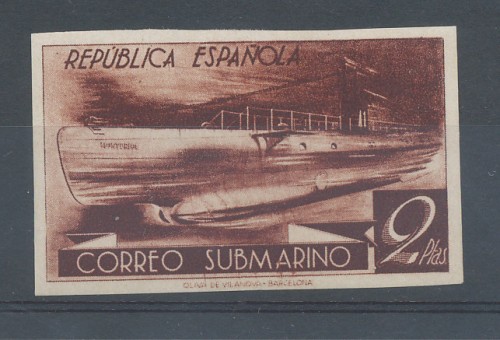 REPÚBLICA ESPAÑOLA
CORREO SUBMARINO
2 Ptas
OLIVA DE VILANOVA - BARCELONA